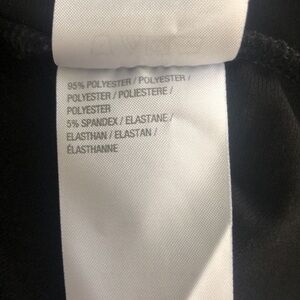 95% POLYESTER / POLYESTER /
POLYESTER / POLIESTERE /
POLYESTER
5% SPANDEX / ELASTANE /
ELASTHAN / ELASTAN /
ÉLASTHANNE